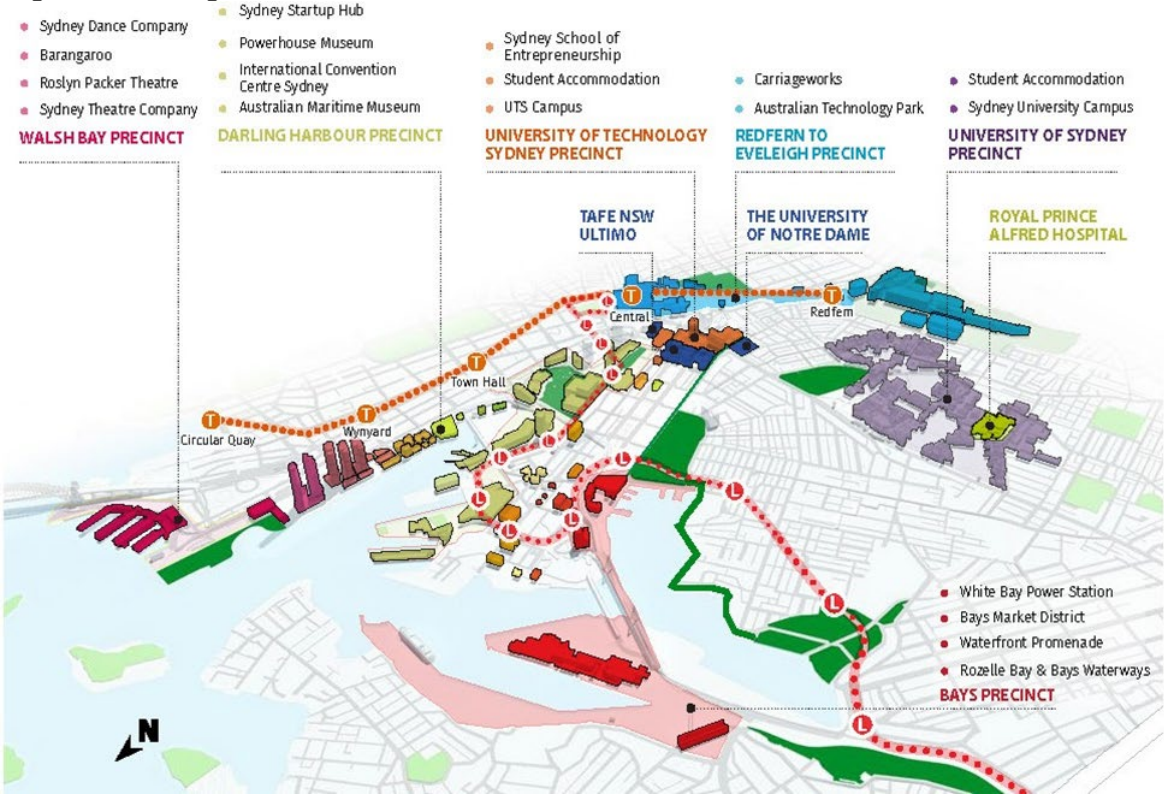 Sydney Dance Company
Barangaroo
Roslyn Packer Theatre
Sydney Theatre Company
WALSH BAY PRECINCT
Sydney Startup Hub
Powerhouse Museum
International Convention
Centre Sydney
Australian Maritime Museum
DARLING HARBOUR PRECINCT
Sydney School of
Entrepreneurship
Student Accommodation
UTS Campus
UNIVERSITY OF TECHNOLOGY
SYDNEY PRECINCT
Carriageworks
Australian Technology Park
REDFERN TO
EVELEIGH PRECINCT
Student Accommodation
Sydney University Campus
UNIVERSITY OF SYDNEY
PRECINCT
TAFE NSW
ULTIMO
THE UNIVERSITY
OF NOTRE DAME
ROYAL PRINCE
ALFRED HOSPITAL
T
Central
T
Redfern
L
L
L
L
T
Town Hall
T
Wynyard
T
Circular Quay
L
L
L
L
L
L
L
L
L
White Bay Power Station
Bays Market District
Waterfront Promenade
Rozelle Bay & Bays Waterways
BAYS PRECINCT
N